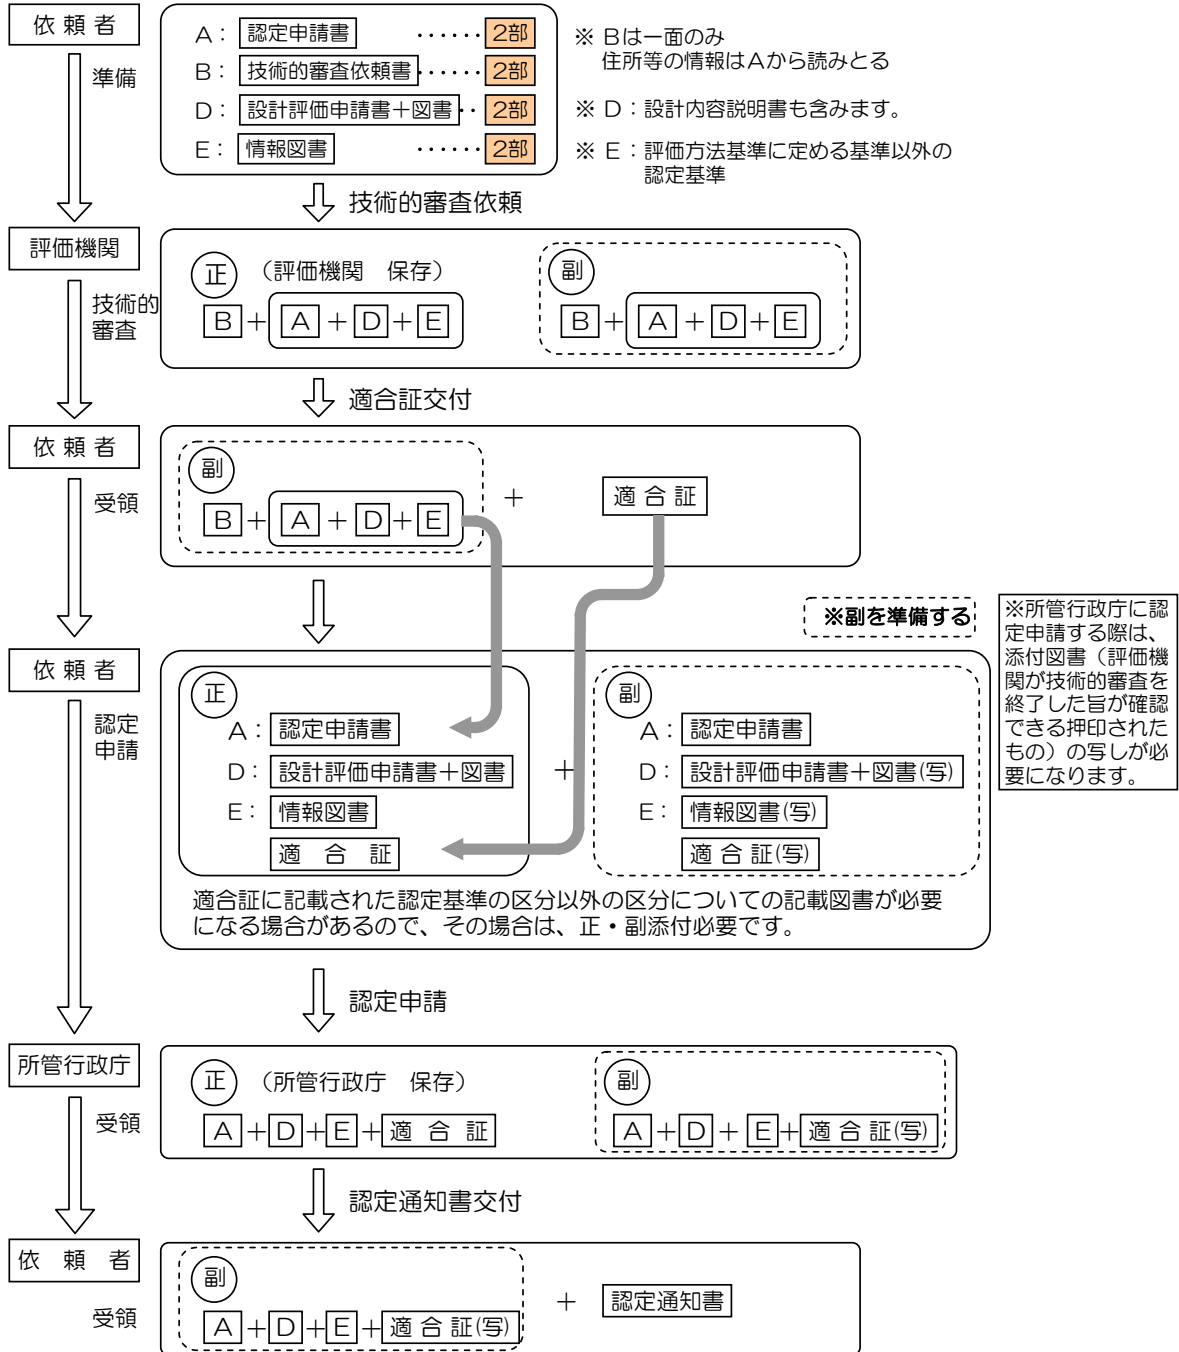 依頼者
準備
A：認定申請書 ‥‥‥2部
B：技術的審査依頼書‥‥‥2部
D：設計評価申請書＋図書‥2部
E：情報図書 ‥‥‥2部
※ Bは一面のみ
住所等の情報はAから読みとる
※ D：設計内容説明書も含みます。
※ E：評価方法基準に定める基準以外の
認定基準
技術的審査依頼
評価機関
技術的
審査
正 （評価機関　保存）
B＋A＋D＋E
副
B＋A＋D＋E
適合証交付
依頼者
受領
副
B＋A＋D＋E
＋
適合証
※副を準備する
※所管行政庁に認
定申請する際は、
添付図書（評価機
関が技術的審査を
終了した旨が確認
できる押印された
もの）の写しが必
要になります。
依頼者
認定
申請
正
A：認定申請書
D：設計評価申請書＋図書
E：情報図書
適　合　証
＋
副
A：認定申請書
D：設計評価申請書＋図書(写)
E：情報図書(写)
適合証(写)
適合証に記載された認定基準の区分以外の区分についての記載図書が必要
になる場合があるので、その場合は、正・副添付必要です。
認定申請
所管行政庁
受領
正 （所管行政庁　保存）
A＋D＋E＋適　合　証
副
A＋D＋E＋適合証(写)
認定通知書交付
依　頼　者
受領
副
A＋D＋E＋適合証(写)
＋
認定通知書